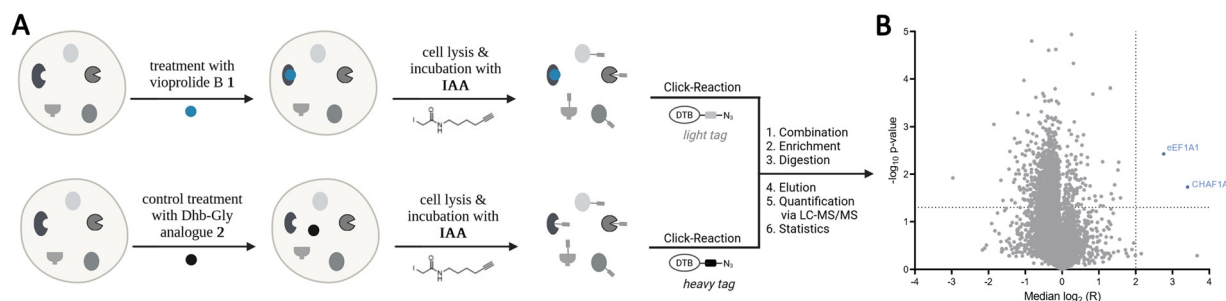 A
treatment with
vioprolide B 1
cell lysis &
incubation with
IAA
I
O
N
H
Click-Reaction
DTB
N₃
light tag
1. Combination
2. Enrichment
3. Digestion
4. Elution
5. Quantification
via LC-MS/MS
6. Statistics
control treatment
with Dhb-Gly
analogue 2
cell lysis &
incubation with
IAA
I
O
N
H
Click-Reaction
DTB
N₃
heavy tag
B
-log₁₀ p-value
5
4
3
2
1
0
eEF1A1
CHAF1A
-4 -3 -2 -1 0 1 2 3 4
Median log₂ (R)